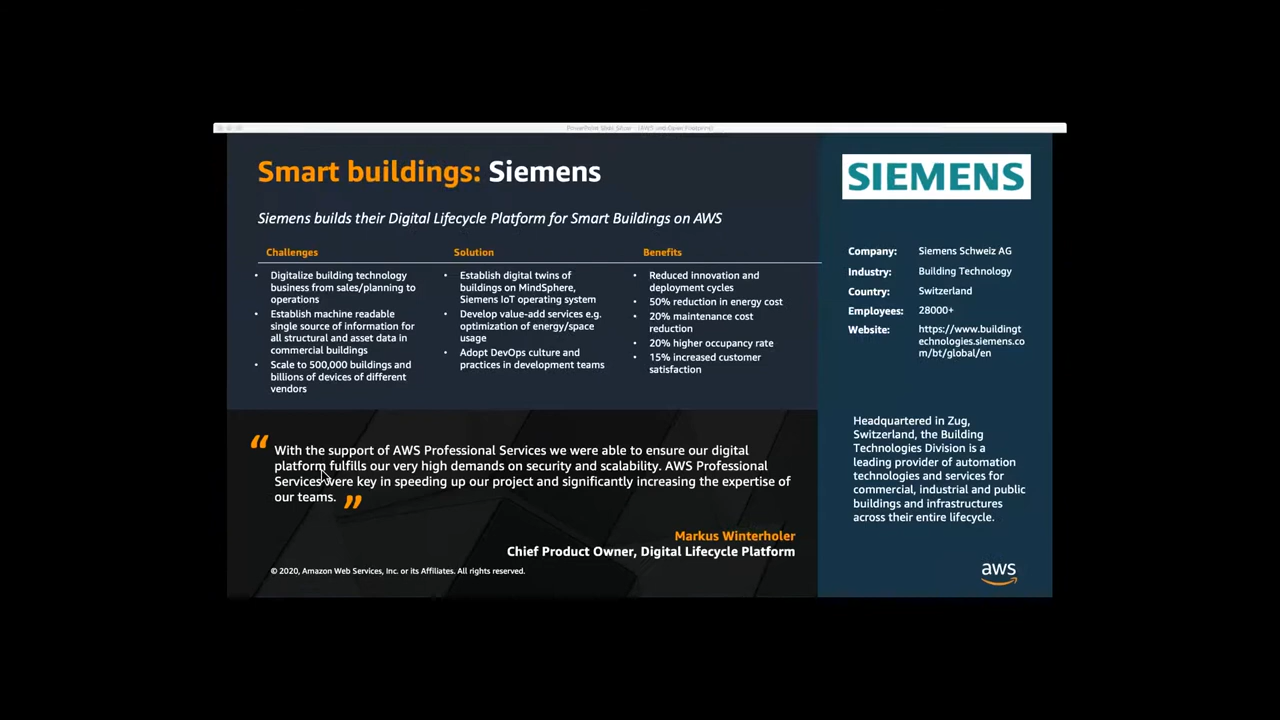 PowerPoint Slide Show - [AWS and Open Footprint]
Smart buildings: Siemens
Siemens builds their Digital Lifecycle Platform for Smart Buildings on AWS
Challenges
• Digitalize building technology
business from sales/planning to
operations
• Establish machine readable
single source of information for
all structural and asset data in
commercial buildings
• Scale to 500,000 buildings and
billions of devices of different
vendors
Solution
• Establish digital twins of
buildings on MindSphere,
Siemens IoT operating system
• Develop value-add services e.g.
optimization of energy/space
usage
• Adopt DevOps culture and
practices in development teams
Benefits
• Reduced innovation and
deployment cycles
• 50% reduction in energy cost
• 20% maintenance cost
reduction
• 20% higher occupancy rate
• 15% increased customer
satisfaction
“ With the support of AWS Professional Services we were able to ensure our digital
platform fulfills our very high demands on security and scalability. AWS Professional
Services were key in speeding up our project and significantly increasing the expertise of
our teams. ”
Markus Winterholer
Chief Product Owner, Digital Lifecycle Platform
© 2020, Amazon Web Services, Inc. or its Affiliates. All rights reserved.
SIEMENS
Company: Siemens Schweiz AG
Industry: Building Technology
Country: Switzerland
Employees: 28000+
Website: https://www.buildingt
echnologies.siemens.co
m/bt/global/en
Headquartered in Zug,
Switzerland, the Building
Technologies Division is a
leading provider of automation
technologies and services for
commercial, industrial and public
buildings and infrastructures
across their entire lifecycle.
aws